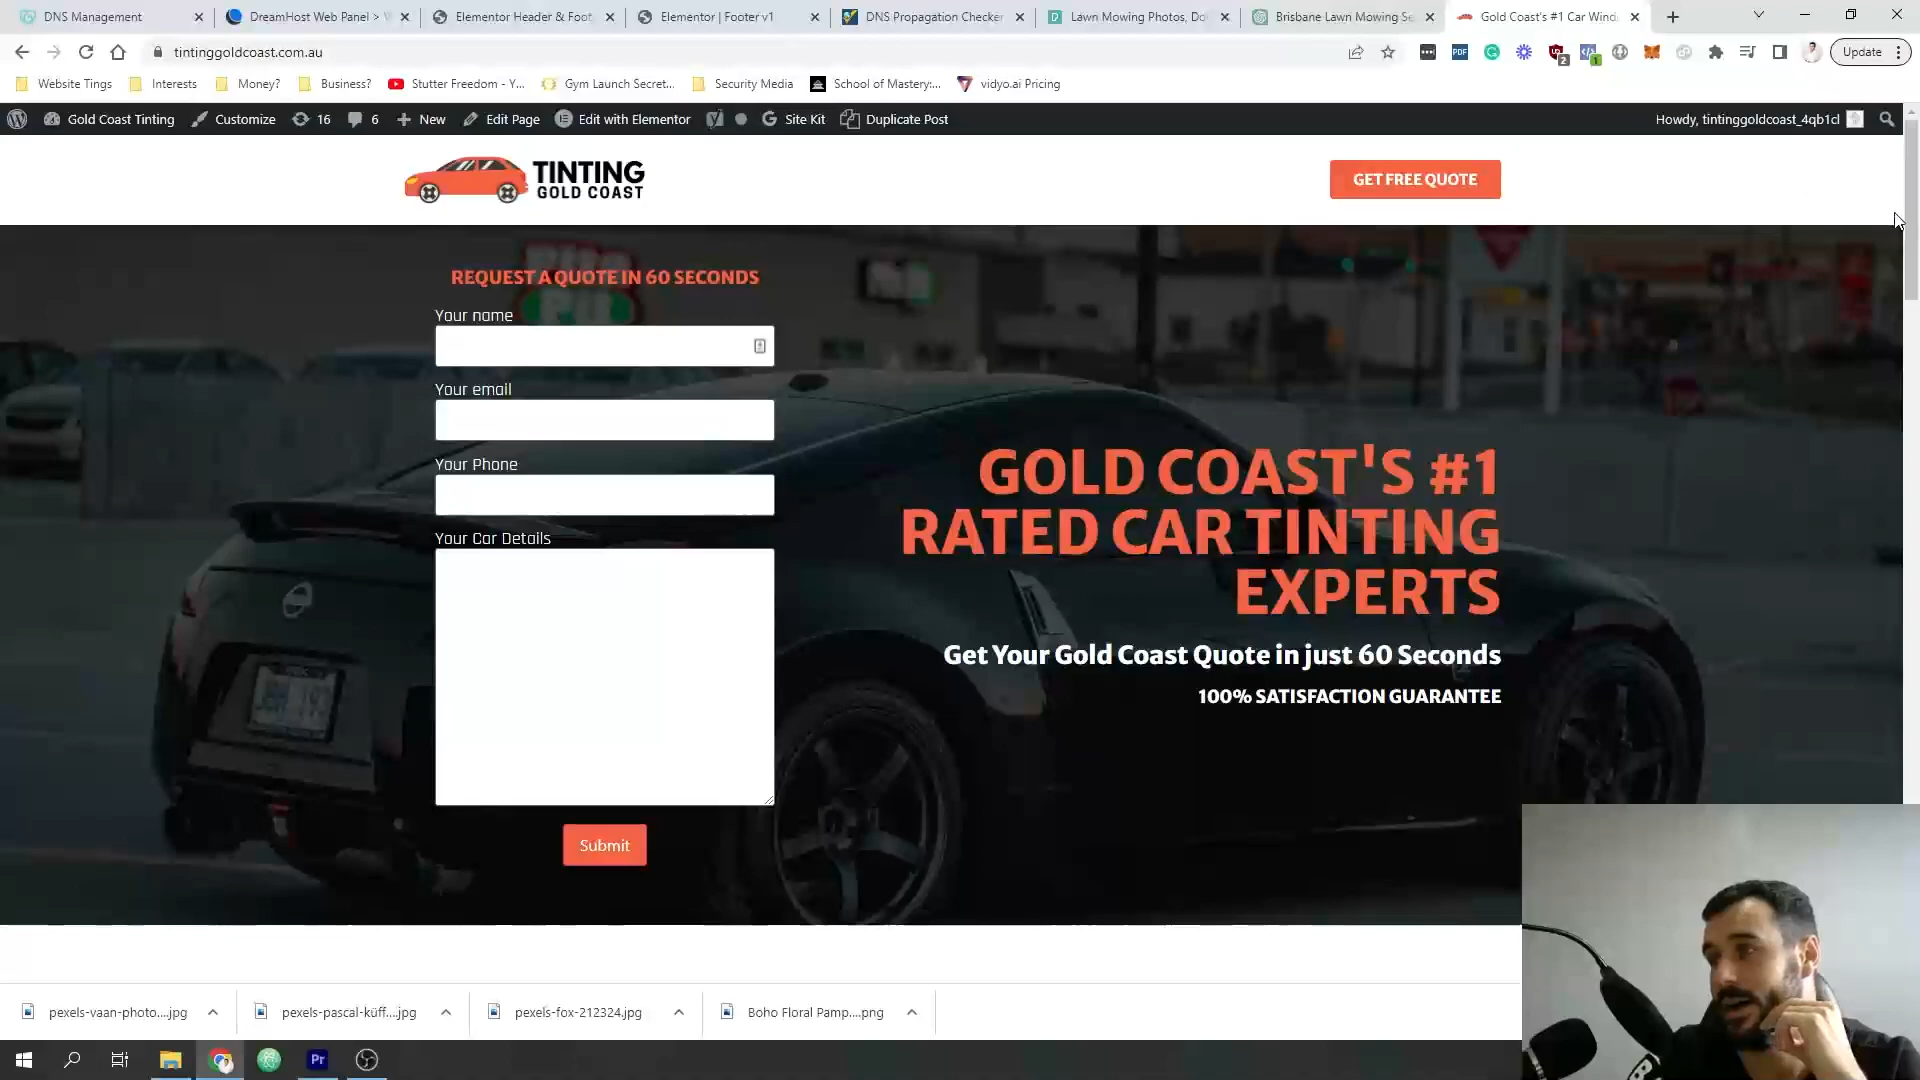 DNS Management
DreamHost Web Panel > 
Elementor Header & Foot
Elementor | Footer v1
DNS Propagation Checker
Lawn Mowing Photos, Do
Brisbane Lawn Mowing Se
Gold Coast's #1 Car Wind
tintinggoldcoast.com.au
PDF
2
1
Update
Website Tings
Interests
Money?
Business?
Stutter Freedom - Y...
Gym Launch Secret...
Security Media
School of Mastery:...
vidyo.ai Pricing
Gold Coast Tinting
Customize
16
6
New
Edit Page
Edit with Elementor
Site Kit
Duplicate Post
Howdy, tintinggoldcoast_4qb1cl
TINTING
GOLD COAST
GET FREE QUOTE
REQUEST A QUOTE IN 60 SECONDS
Your name
Your email
Your Phone
Your Car Details
Submit
GOLD COAST'S #1
RATED CAR TINTING
EXPERTS
Get Your Gold Coast Quote in just 60 Seconds
100% SATISFACTION GUARANTEE
pexels-vaan-photo....jpg
pexels-pascal-küff....jpg
pexels-fox-212324.jpg
Boho Floral Pamp....png
Pr